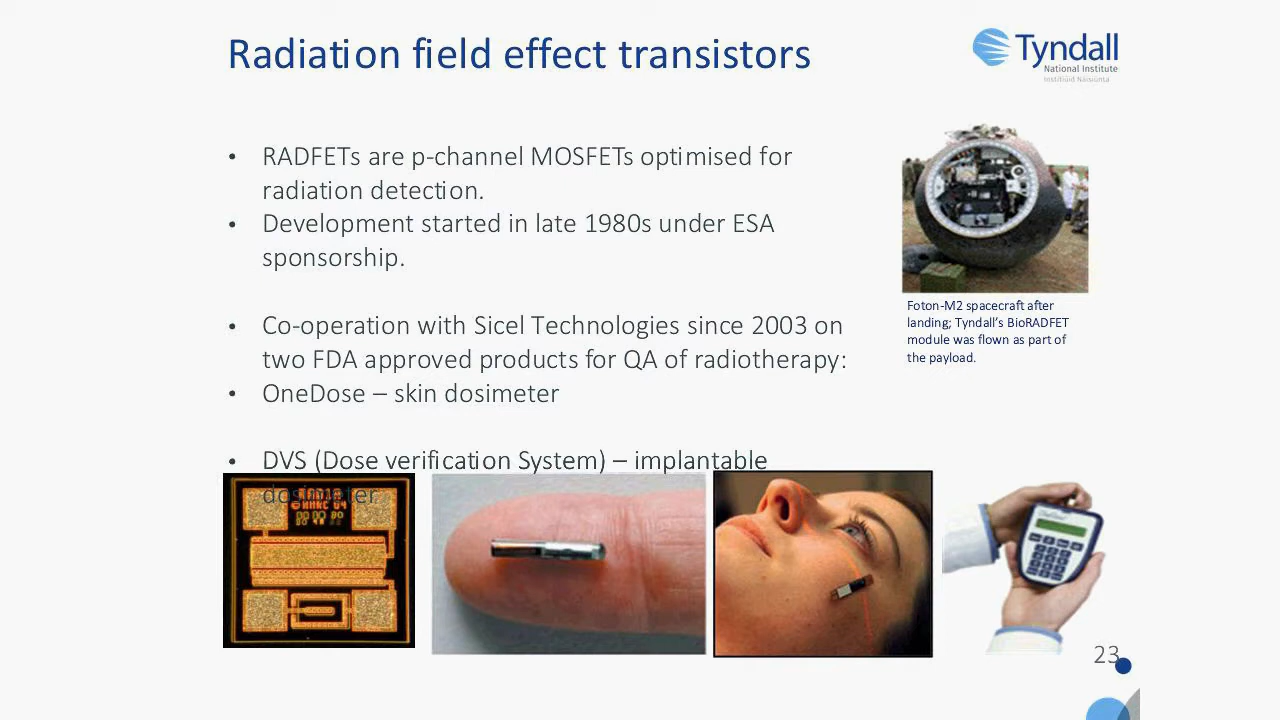 Radiation field effect transistors
Tyndall
National Institute
Institiúid Náisiúnta
• RADFETs are p-channel MOSFETs optimised for
radiation detection.
• Development started in late 1980s under ESA
sponsorship.
• Co-operation with Sicel Technologies since 2003 on
two FDA approved products for QA of radiotherapy:
• OneDose – skin dosimeter
• DVS (Dose verification System) – implantable
dosimeter
Foton-M2 spacecraft after
landing; Tyndall's BioRADFET
module was flown as part of
the payload.
23